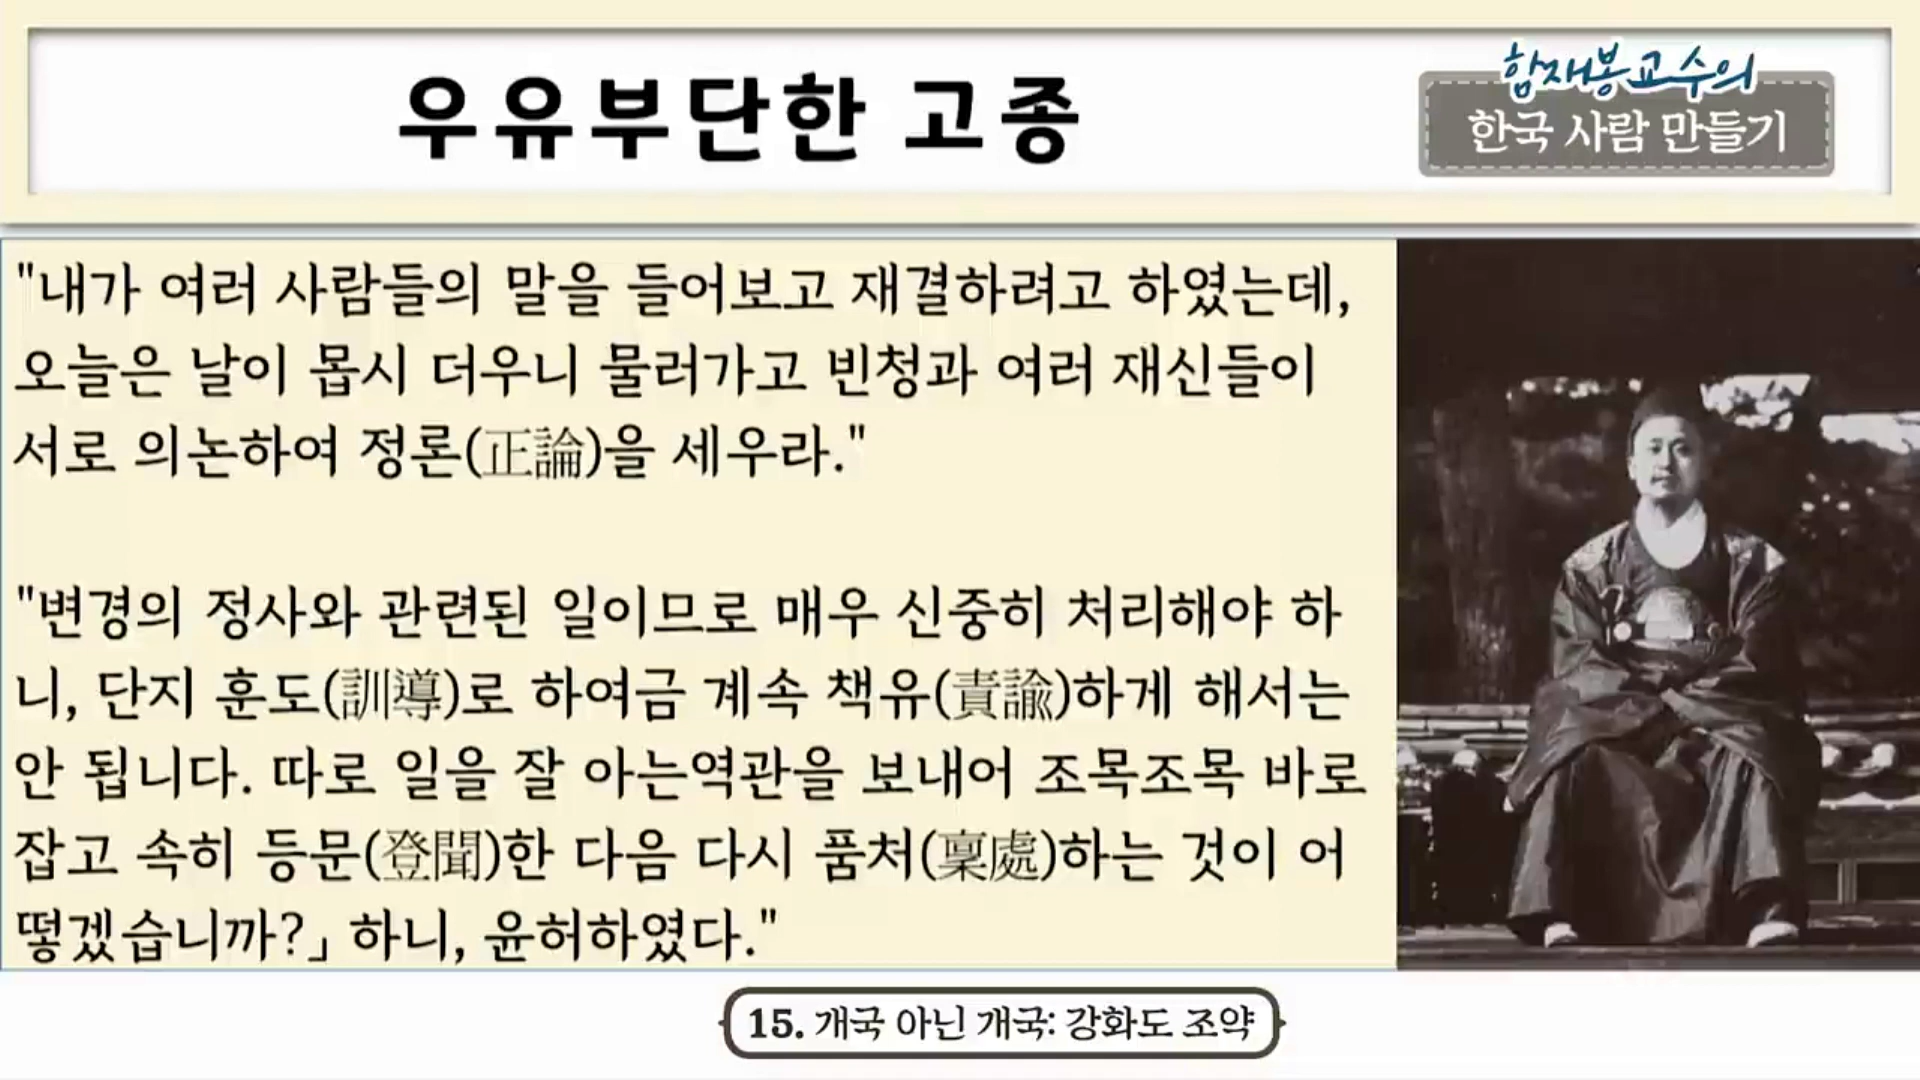 우유부단한 고종
함재봉교수의
한국 사람 만들기
"내가 여러 사람들의 말을 들어보고 재결하려고 하였는데,
오늘은 날이 몹시 더우니 물러가고 빈청과 여러 재신들이
서로 의논하여 정론(正論)을 세우라."
"변경의 정사와 관련된 일이므로 매우 신중히 처리해야 하
니, 단지 훈도(訓導)로 하여금 계속 책유(責諭)하게 해서는
안 됩니다. 따로 일을 잘 아는역관을 보내어 조목조목 바로
잡고 속히 등문(登聞)한 다음 다시 품처(稟處)하는 것이 어
떻겠습니까?」 하니, 윤허하였다."
15. 개국 아닌 개국: 강화도 조약